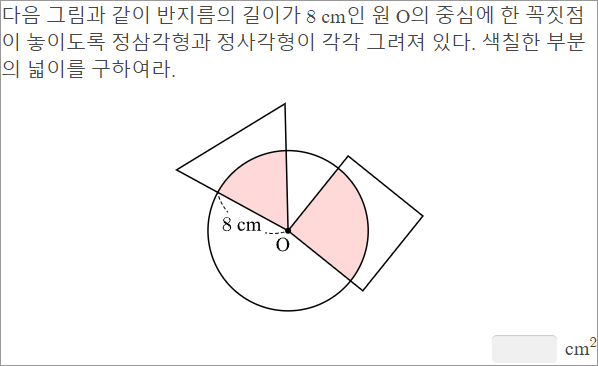 다음 그림과 같이 반지름의 길이가 8 cm인 원 O의 중심에 한 꼭짓점
이 놓이도록 정삼각형과 정사각형이 각각 그려져 있다. 색칠한 부분
의 넓이를 구하여라.
8 cm
O
cm²